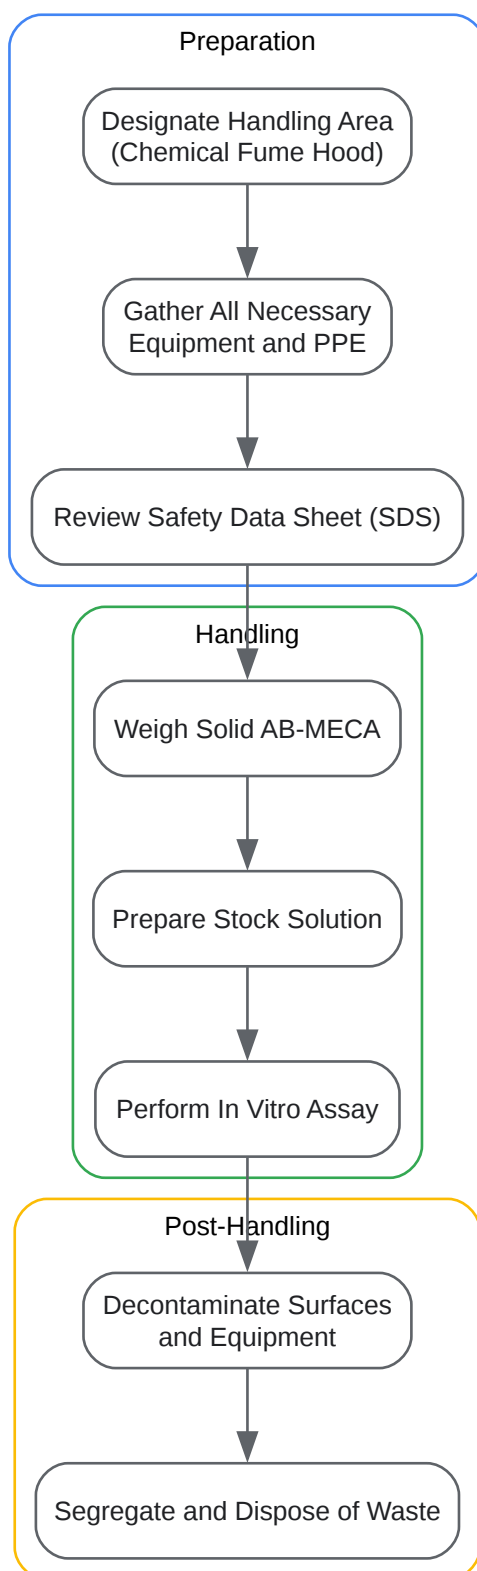 Preparation
Designate Handling Area
(Chemical Fume Hood)
Gather All Necessary
Equipment and PPE
Review Safety Data Sheet (SDS)
Handling
Weigh Solid AB-MECA
Prepare Stock Solution
Perform In Vitro Assay
Post-Handling
Decontaminate Surfaces
and Equipment
Segregate and Dispose of Waste